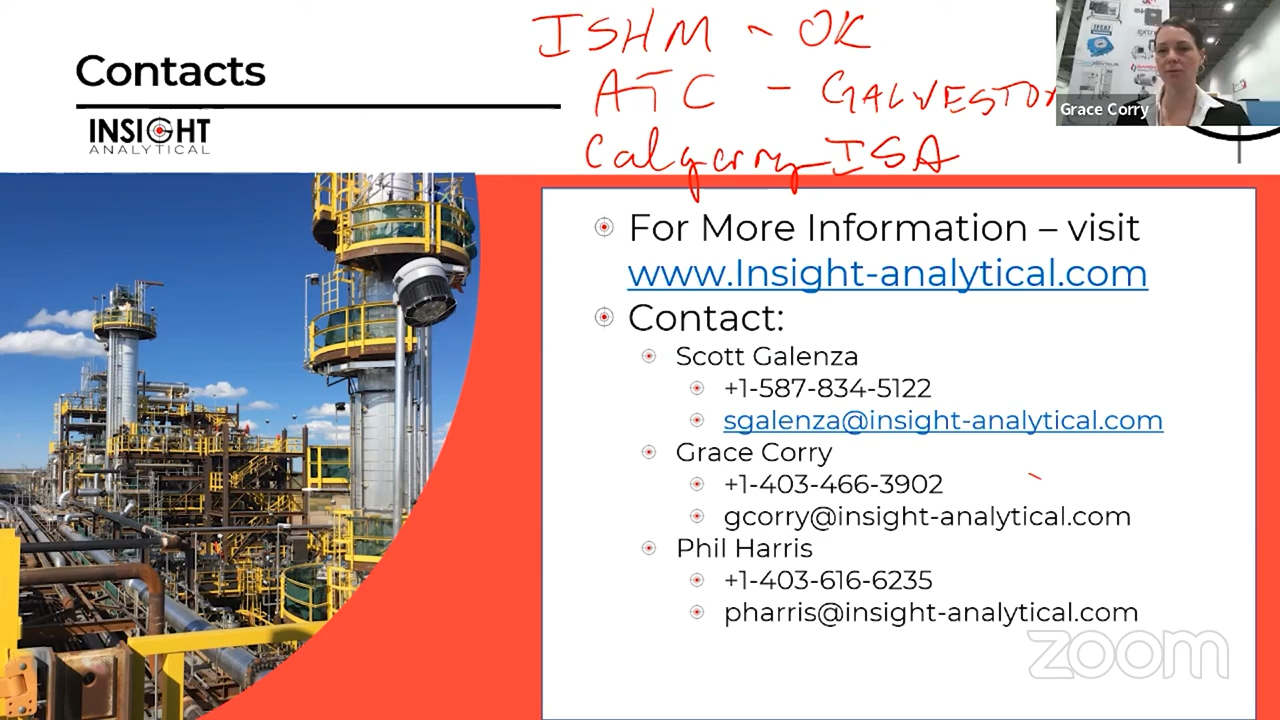 ISHM - OK
Contacts
ATC - GALVESTON
Grace Corry
INSIGHT
ANALYTICAL
Calgary ISA
For More Information – visit
www.Insight-analytical.com
Contact:
Scott Galenza
+1-587-834-5122
sgalenza@insight-analytical.com
Grace Corry
+1-403-466-3902
gcorry@insight-analytical.com
Phil Harris
+1-403-616-6235
pharris@insight-analytical.com
zoom